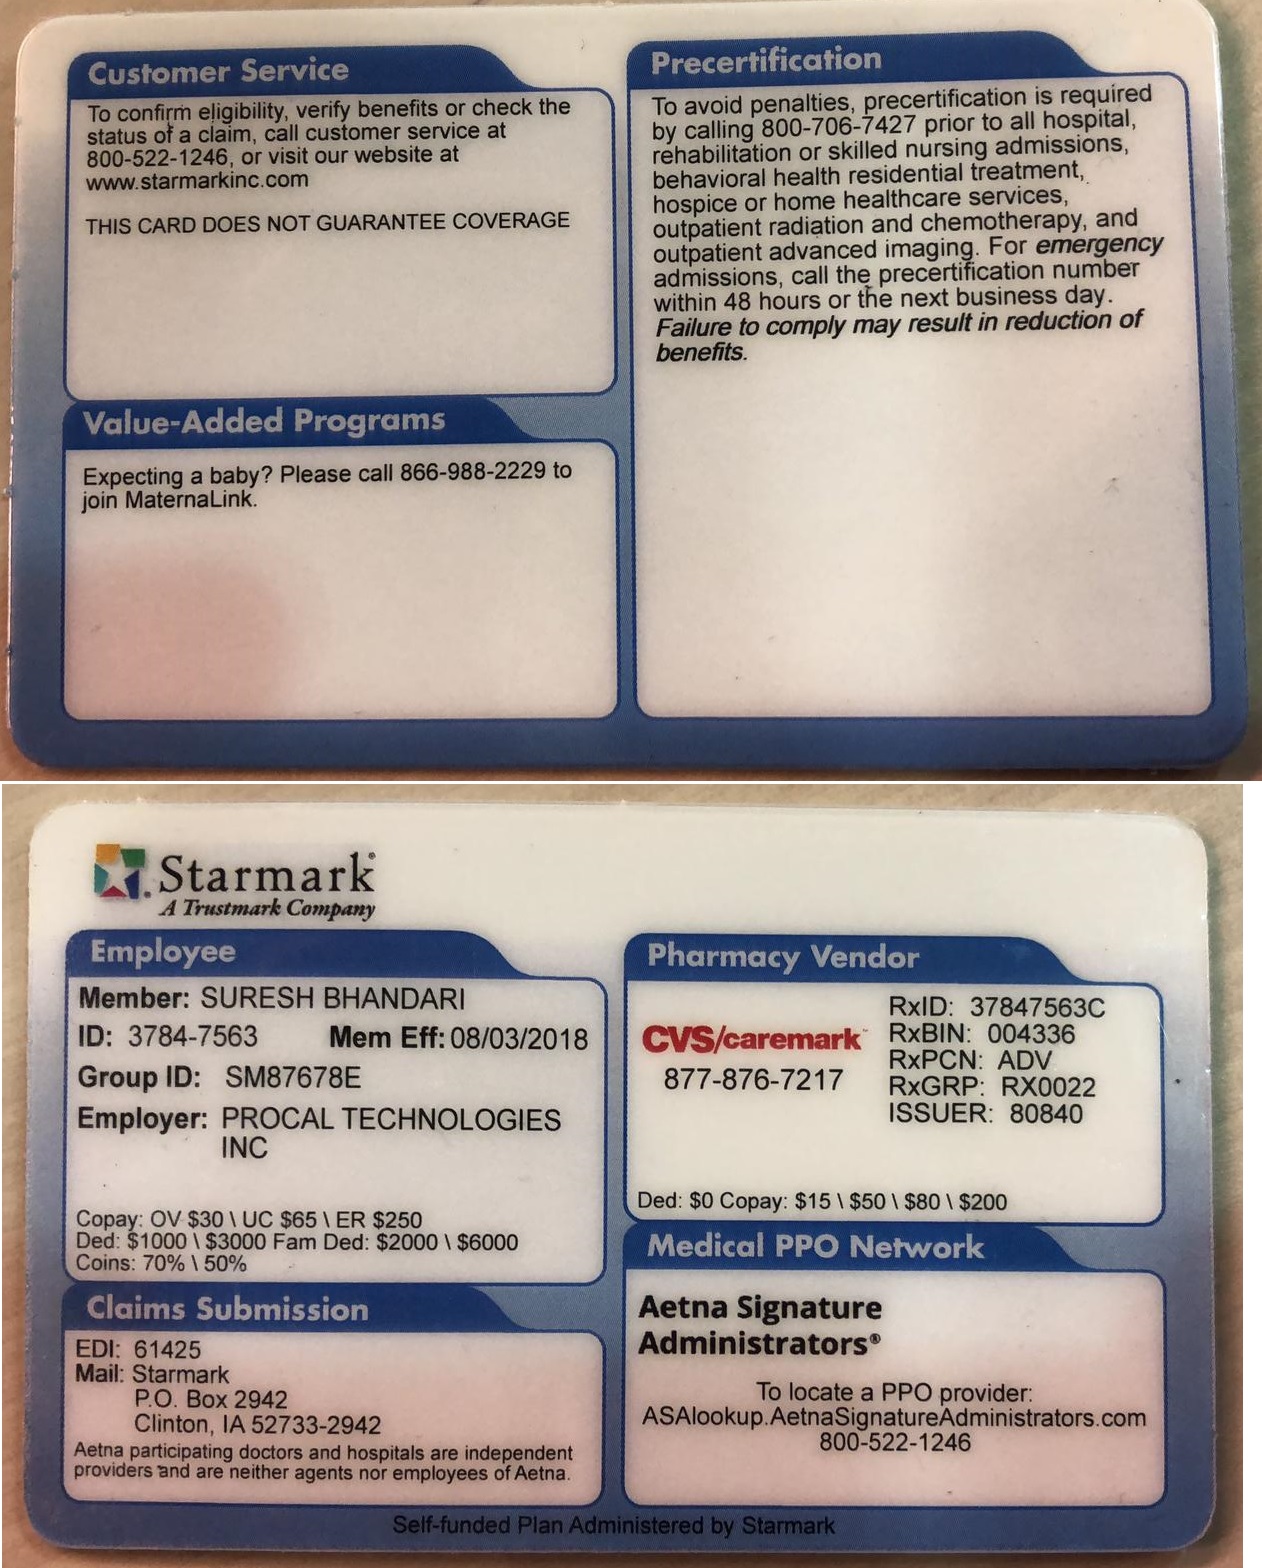 Customer Service
To confirm eligibility, verify benefits or check the
status of a claim, call customer service at
800-522-1246, or visit our website at
www.starmarkinc.com
THIS CARD DOES NOT GUARANTEE COVERAGE
Value-Added Programs
Expecting a baby? Please call 866-988-2229 to
join MaternaLink.
Precertification
To avoid penalties, precertification is required
by calling 800-706-7427 prior to all hospital,
rehabilitation or skilled nursing admissions,
behavioral health residential treatment,
hospice or home healthcare services,
outpatient radiation and chemotherapy, and
outpatient advanced imaging. For emergency
admissions, call the precertification number
within 48 hours or the next business day.
Failure to comply may result in reduction of
benefits.
Starmark®
A Trustmark Company
Employee
Member: SURESH BHANDARI
ID: 3784-7563 Mem Eff: 08/03/2018
Group ID: SM87678E
Employer: PROCAL TECHNOLOGIES
INC
Copay: OV $30 \ UC $65 \ ER $250
Ded: $1000 \ $3000 Fam Ded: $2000 \ $6000
Coins: 70% \ 50%
Claims Submission
EDI: 61425
Mail: Starmark
P.O. Box 2942
Clinton, IA 52733-2942
Aetna participating doctors and hospitals are independent
providers and are neither agents nor employees of Aetna.
Pharmacy Vendor
CVS/caremark™
877-876-7217
RxID: 37847563C
RxBIN: 004336
RxPCN: ADV
RxGRP: RX0022
ISSUER: 80840
Ded: $0 Copay: $15 \ $50 \ $80 \ $200
Medical PPO Network
Aetna Signature
Administrators®
To locate a PPO provider:
ASAlookup.AetnaSignatureAdministrators.com
800-522-1246
Self-funded Plan Administered by Starmark